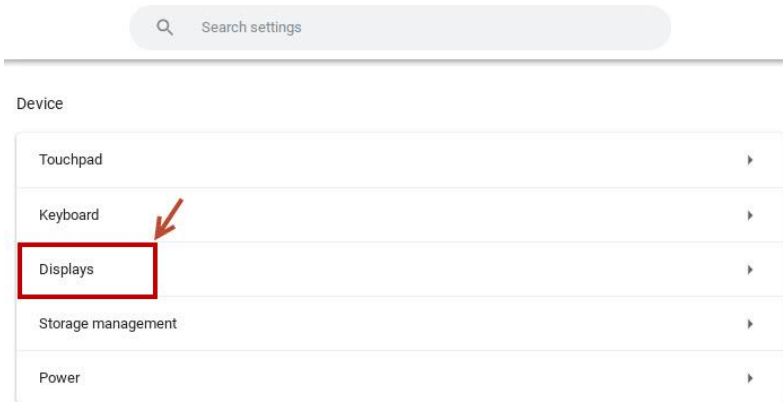 Search settings
Device
Touchpad
Keyboard
Displays
Storage management
Power